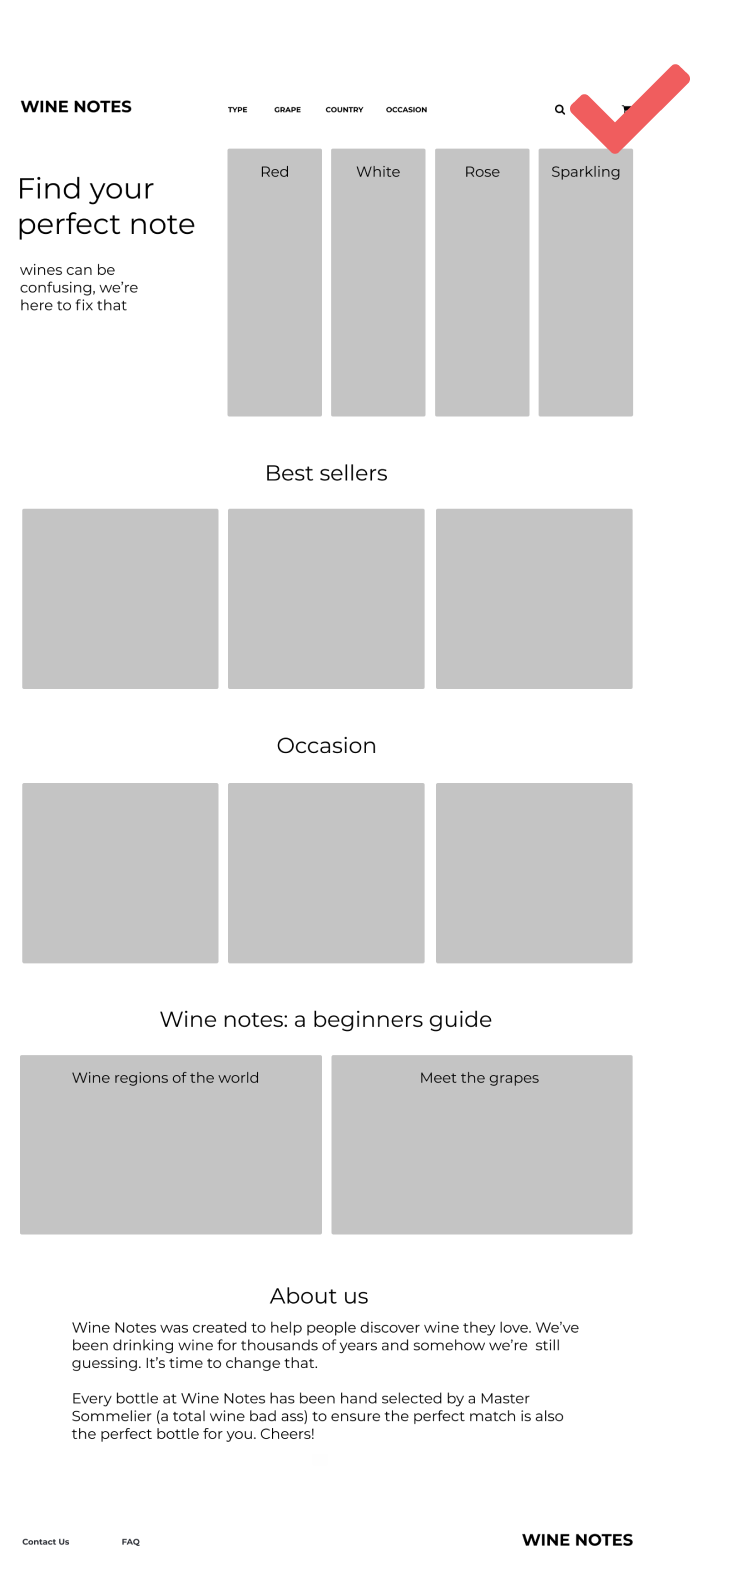 WINE NOTES
TYPE GRAPE COUNTRY OCCASION
Find your
perfect note
wines can be
confusing, we’re
here to fix that
Red White Rose Sparkling
Best sellers
Occasion
Wine notes: a beginners guide
Wine regions of the world Meet the grapes
About us
Wine Notes was created to help people discover wine they love. We’ve
been drinking wine for thousands of years and somehow we’re  still
guessing. It’s time to change that.
Every bottle at Wine Notes has been hand selected by a Master
Sommelier (a total wine bad ass) to ensure the perfect match is also
the perfect bottle for you. Cheers!
Contact Us FAQ WINE NOTES